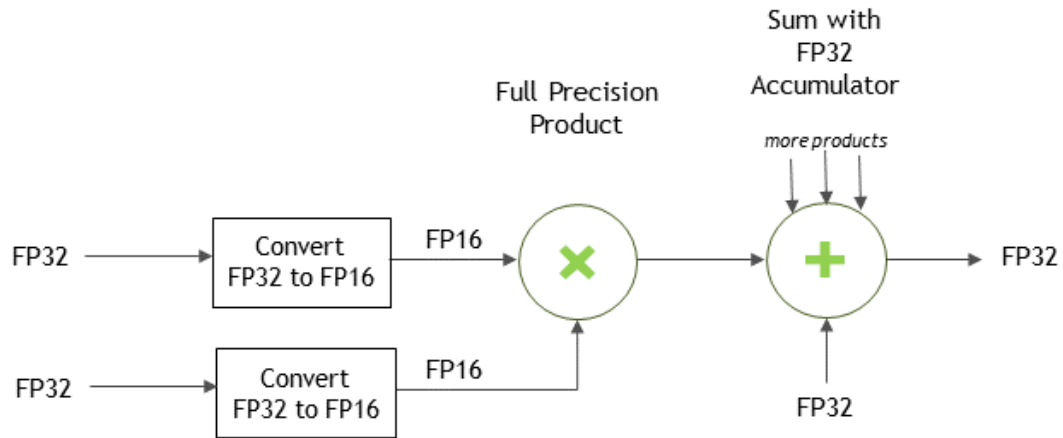 Sum with
FP32
Accumulator
Full Precision
Product
more products
FP32
Convert
FP32 to FP16
FP16
FP32
FP32
Convert
FP32 to FP16
FP16
FP32